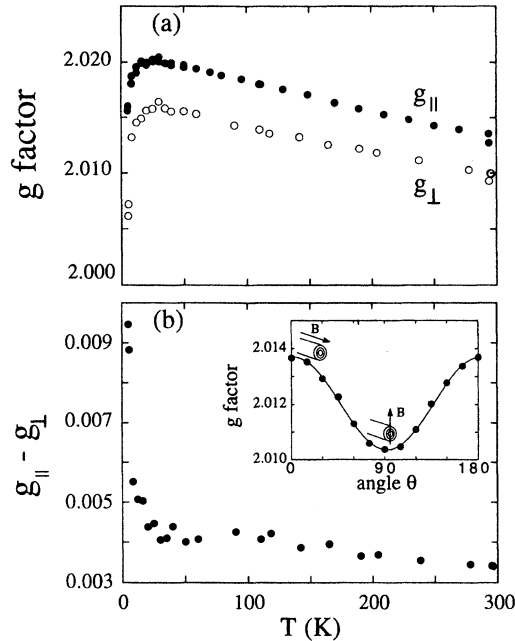 (a)
2.020
g∥
g factor
2.010
g⊥
2.000
(b)
0.009
B
2.014
g factor
2.012
B
0.007
2.010
0 90 180
angle θ
g∥ - g⊥
0.005
0.003
0 100 200 300
T (K)